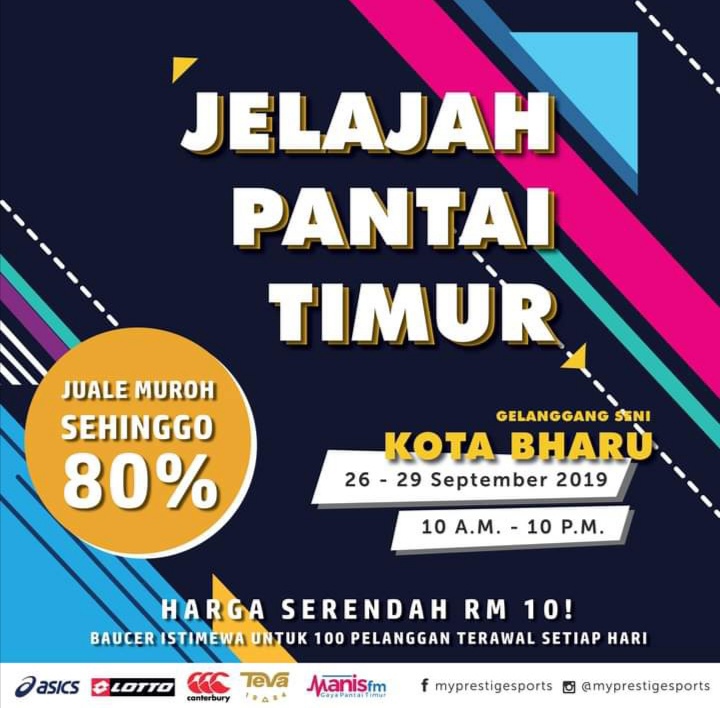 JELAJAH
PANTAI
TIMUR
JUALE MUROH
SEHINGGO
80%
GELANGGANG SENI
KOTA BHARU
26 - 29 September 2019
10 A.M. - 10 P.M.
HARGA SERENDAH RM 10!
BAUCER ISTIMEWA UNTUK 100 PELANGGAN TERAWAL SETIAP HARI
asics LOTTO canterbury Teva Manis fm Gaya Pantai Timur f myprestigesports @myprestigesports